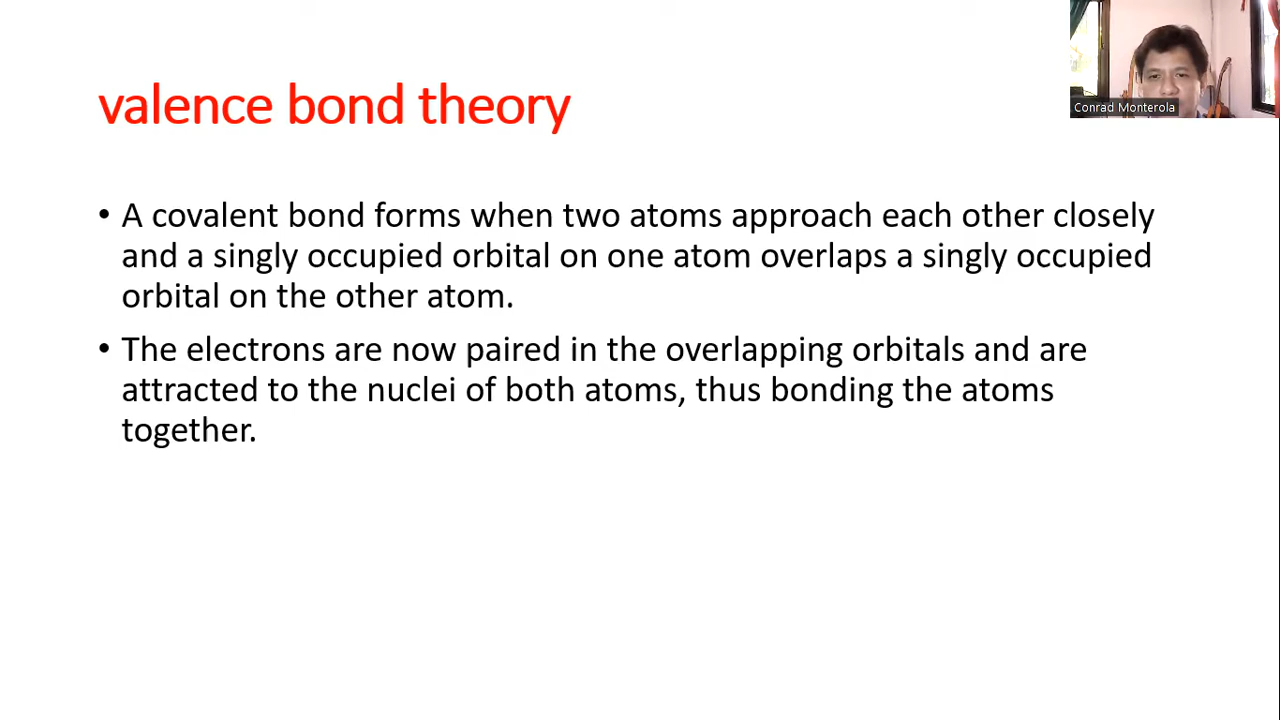 Conrad Monterola
valence bond theory
• A covalent bond forms when two atoms approach each other closely
and a singly occupied orbital on one atom overlaps a singly occupied
orbital on the other atom.
• The electrons are now paired in the overlapping orbitals and are
attracted to the nuclei of both atoms, thus bonding the atoms
together.